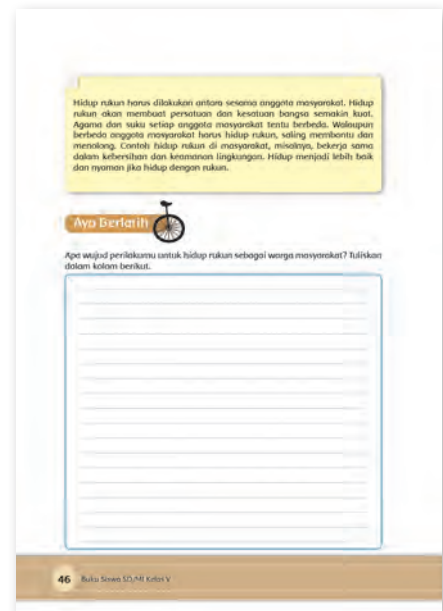 Hidup rukun harus dilakukan antara sesama anggota masyarakat. Hidup
rukun akan membuat persatuan dan kesatuan bangsa semakin kuat.
Agama dan suku setiap anggota masyarakat tentu berbeda. Walaupun
berbeda anggota masyarakat harus hidup rukun, saling membantu dan
menolong. Contoh hidup rukun di masyarakat, misalnya, bekerja sama
dalam kebersihan dan keamanan lingkungan. Hidup menjadi lebih baik
dan nyaman jika hidup dengan rukun.
Ayo Berlatih
Apa wujud perilakumu untuk hidup rukun sebagai warga masyarakat? Tuliskan
dalam kolom berikut.
46 Buku Siswa SD/MI Kelas V